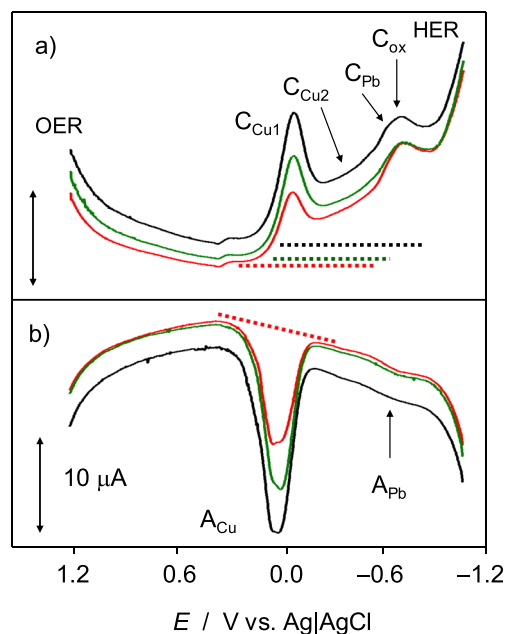 a)
HER
C_ox
C_Pb
C_Cu2
C_Cu1
OER
b)
10 μA
A_Cu
A_Pb
1.2 0.6 0.0 −0.6 −1.2
E / V vs. Ag|AgCl